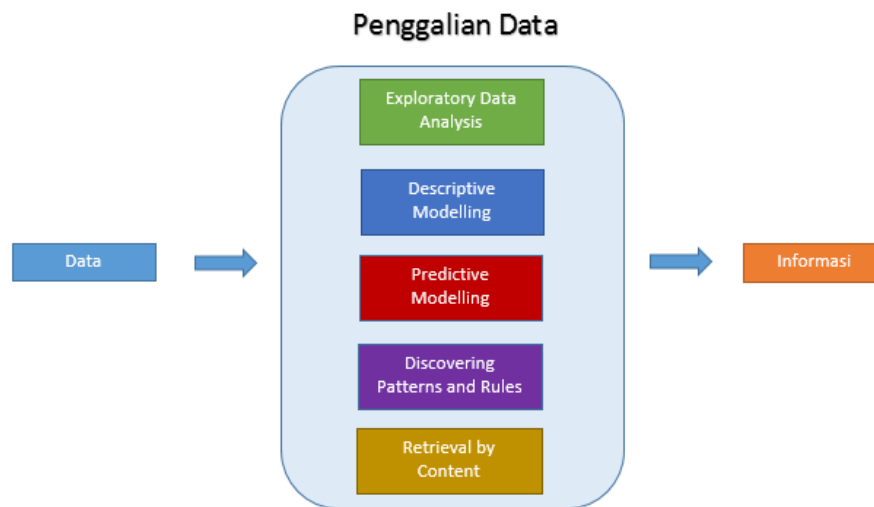 Penggalian Data
Exploratory Data
Analysis
Descriptive
Modelling
Data
Predictive
Modelling
Informasi
Discovering
Patterns and Rules
Retrieval by
Content